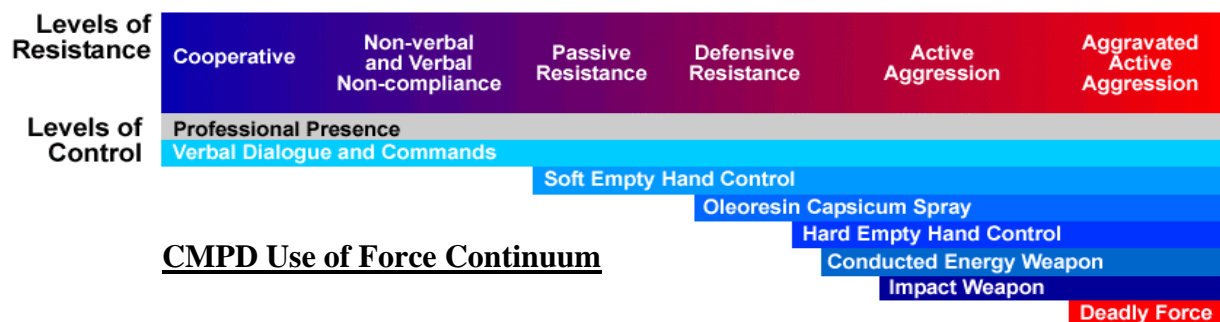 Levels of
Resistance
Cooperative
Non-verbal
and Verbal
Non-compliance
Passive
Resistance
Defensive
Resistance
Active
Aggression
Aggravated
Active
Aggression
Levels of
Control
Professional Presence
Verbal Dialogue and Commands
Soft Empty Hand Control
Oleoresin Capsicum Spray
Hard Empty Hand Control
CMPD Use of Force Continuum
Conducted Energy Weapon
Impact Weapon
Deadly Force